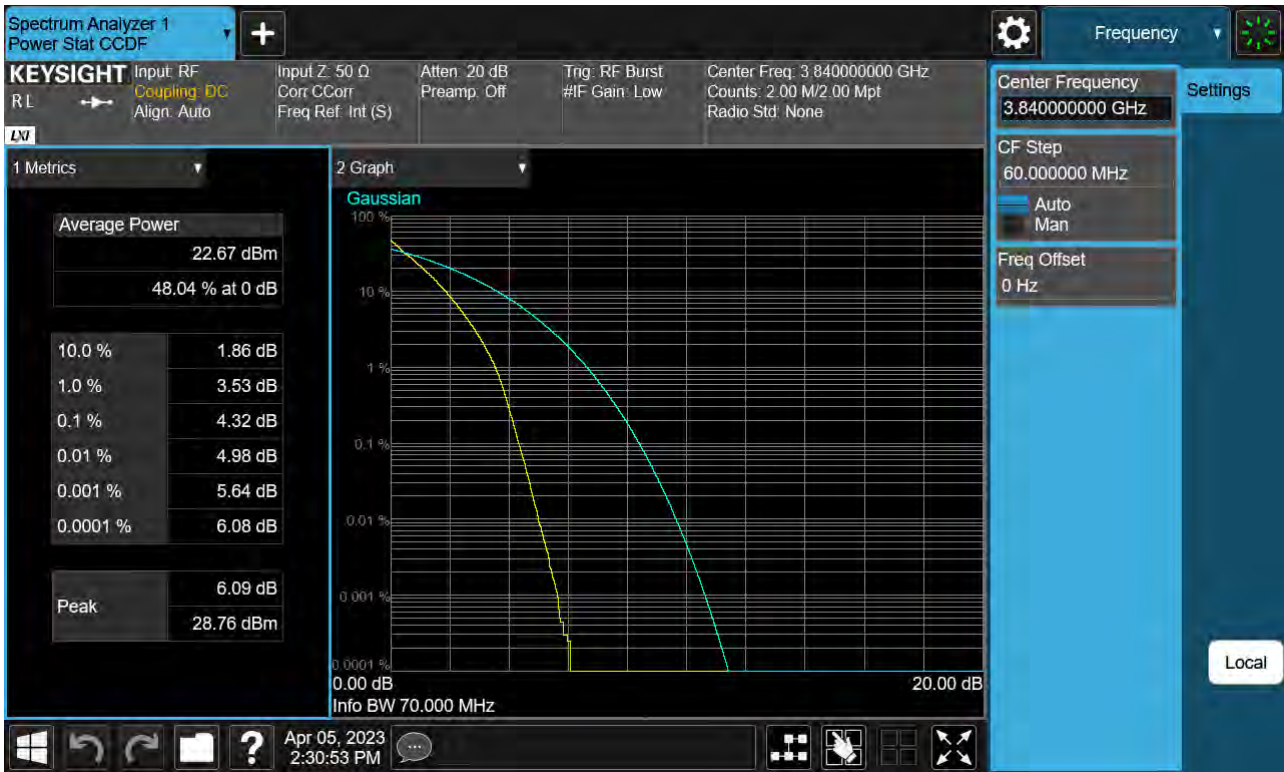 Spectrum Analyzer 1
Power Stat CCDF
+
Frequency
KEYSIGHT
RL
LXI
Input: RF
Coupling: DC
Align: Auto
Input Z: 50 Ω
Corr CCorr
Freq Ref: Int (S)
Atten: 20 dB
Preamp: Off
Trig: RF Burst
#IF Gain: Low
Center Freq: 3.840000000 GHz
Counts: 2.00 M/2.00 Mpt
Radio Std: None
Center Frequency
3.840000000 GHz
Settings
CF Step
60.000000 MHz
Auto
Man
Freq Offset
0 Hz
1 Metrics
Average Power
22.67 dBm
48.04 % at 0 dB
10.0 % 1.86 dB
1.0 % 3.53 dB
0.1 % 4.32 dB
0.01 % 4.98 dB
0.001 % 5.64 dB
0.0001 % 6.08 dB
Peak 6.09 dB
28.76 dBm
2 Graph
Gaussian
100 %
10 %
1 %
0.1 %
0.01 %
0.001 %
0.0001 %
0.00 dB 20.00 dB
Info BW 70.000 MHz
Local
?
Apr 05, 2023
2:30:53 PM